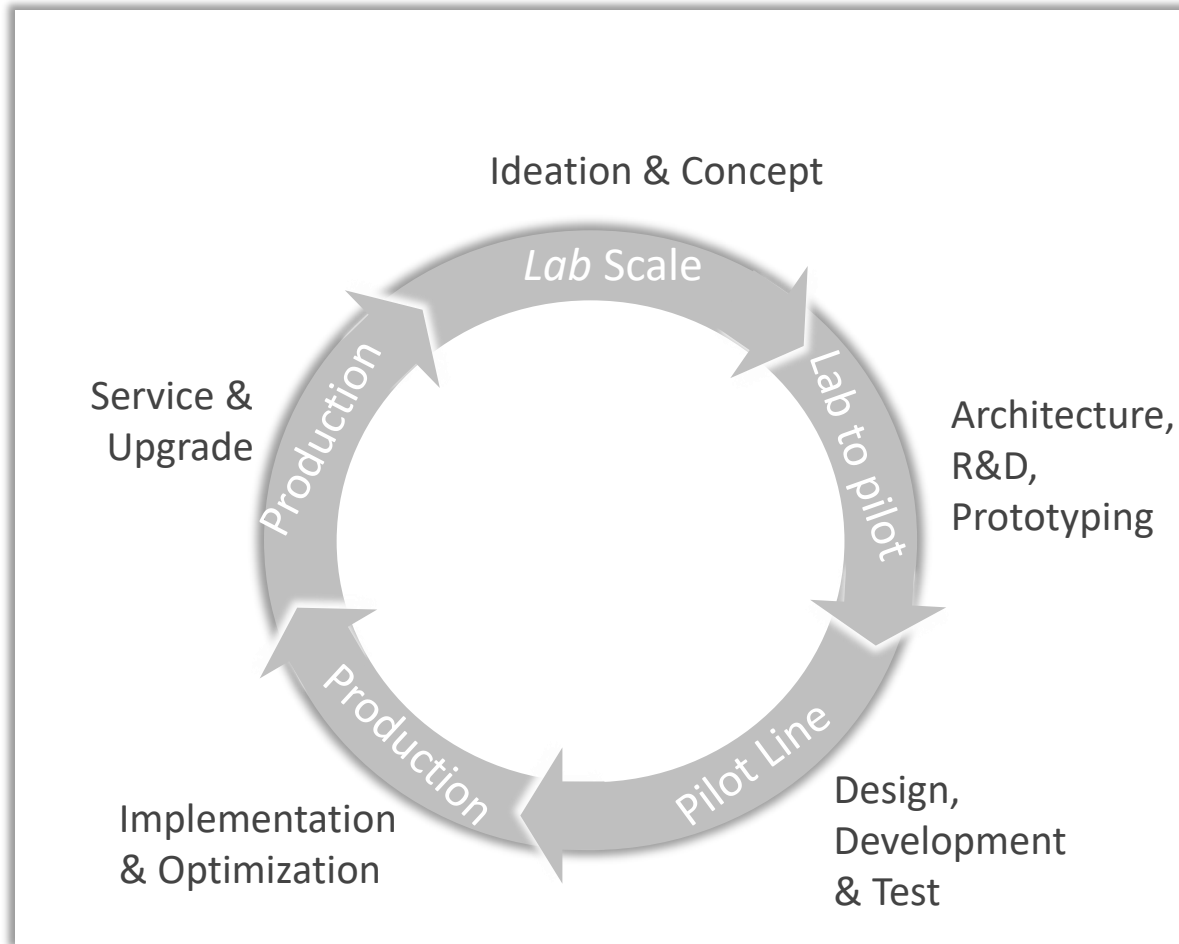 Ideation & Concept
Lab Scale
Lab to pilot
Architecture,
R&D,
Prototyping
Pilot Line
Design,
Development
& Test
Production
Implementation
& Optimization
Production
Service &
Upgrade